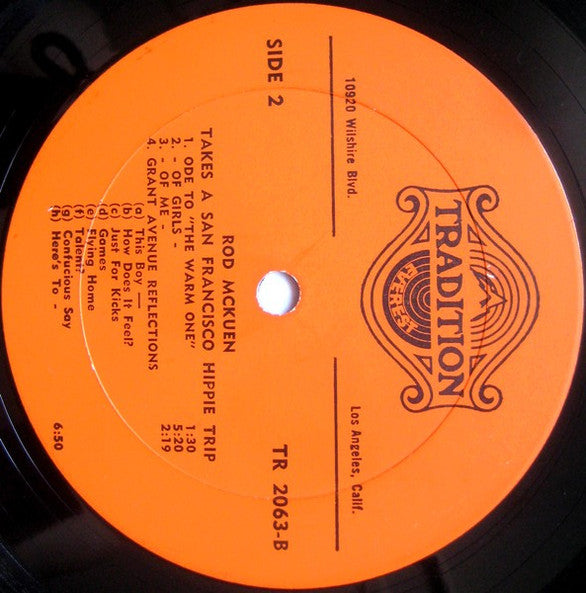 TRADITION
EVEREST
10920 Wilshire Blvd.
Los Angeles, Calif.
SIDE 2
TR 2063-B
ROD MCKUEN
TAKES A SAN FRANCISCO HIPPIE TRIP
1. ODE TO "THE WARM ONE" 1:30
2. - OF GIRLS - 5:20
3. - OF ME - 2:19
4. GRANT AVENUE REFLECTIONS
(a) This Boy —
(b) How Does It Feel?
(c) Just For Kicks
(d) Games
(e) Flying Home
(f) Talent?
(g) Confucious Say
(h) Here's To - 6:50